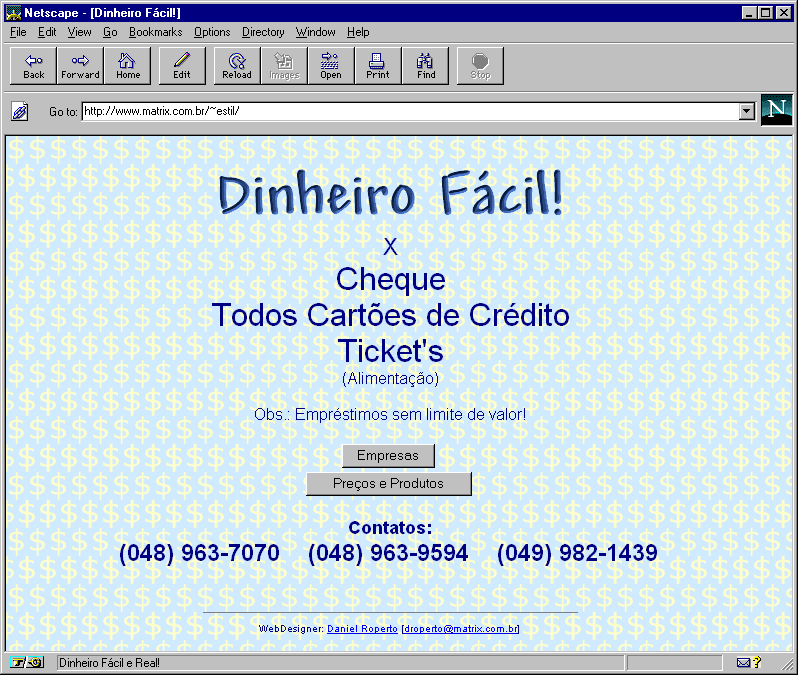 Netscape - [Dinheiro Fácil!]
File Edit View Go Bookmarks Options Directory Window Help
Back Forward Home Edit Reload Images Open Print Find Stop
Go to: http://www.matrix.com.br/~estil/
N
Dinheiro Fácil!
X
Cheque
Todos Cartões de Crédito
Ticket's
(Alimentação)
Obs.: Empréstimos sem limite de valor!
Empresas
Preços e Produtos
Contatos:
(048) 963-7070 (048) 963-9594 (049) 982-1439
WebDesigner: Daniel Roperto [droperto@matrix.com.br]
Dinheiro Fácil e Real!